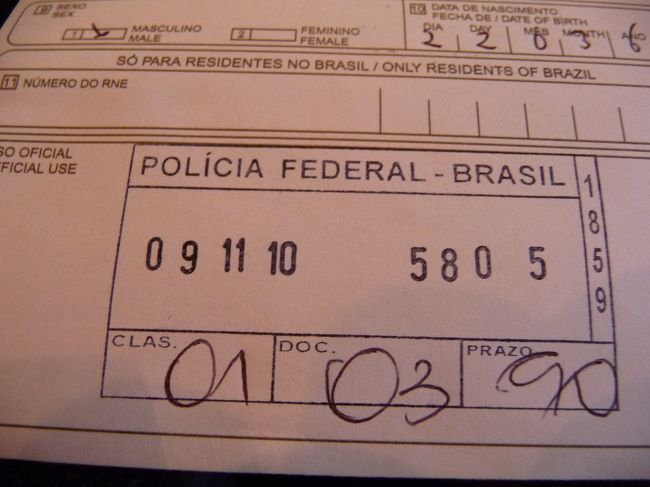 9 SEXO
SEX
1 MASCULINO
MALE
2 FEMININO
FEMALE
10 DATA DE NASCIMENTO
FECHA DE / DATE OF BIRTH
DIA DAY MÊS MONTH ANO
2 2 0 3 6
SÓ PARA RESIDENTES NO BRASIL / ONLY RESIDENTS OF BRAZIL
11 NÚMERO DO RNE
SO OFICIAL
FFICIAL USE
POLÍCIA FEDERAL - BRASIL
1859
09 11 10 580 5
CLAS. DOC. PRAZO
01 03 90